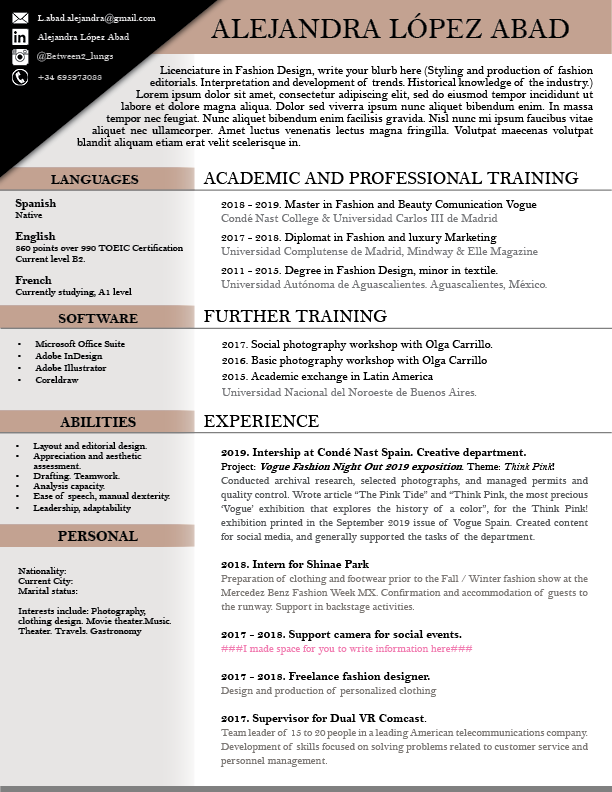 L.abad.alejandra@gmail.com
Alejandra López Abad
@Between2_lungs
+34 695973088
ALEJANDRA LÓPEZ ABAD
Licenciature in Fashion Design, write your blurb here (Styling and production of fashion
editorials. Interpretation and development of trends. Historical knowledge of the industry.)
Lorem ipsum dolor sit amet, consectetur adipiscing elit, sed do eiusmod tempor incididunt ut
labore et dolore magna aliqua. Dolor sed viverra ipsum nunc aliquet bibendum enim. In massa
tempor nec feugiat. Nunc aliquet bibendum enim facilisis gravida. Nisl nunc mi ipsum faucibus vitae
aliquet nec ullamcorper. Amet luctus venenatis lectus magna fringilla. Volutpat maecenas volutpat
blandit aliquam etiam erat velit scelerisque in.
LANGUAGES
Spanish
Native
English
860 points over 990 TOEIC Certification
Current level B2.
French
Currently studying, A1 level
SOFTWARE
• Microsoft Office Suite
• Adobe InDesign
• Adobe Illustrator
• Coreldraw
ABILITIES
• Layout and editorial design.
• Appreciation and aesthetic
assessment.
• Drafting. Teamwork.
• Analysis capacity.
• Ease of speech, manual dexterity.
• Leadership, adaptability
PERSONAL
Nationality:
Current City:
Marital status:
Interests include: Photography,
clothing design. Movie theater.Music.
Theater. Travels. Gastronomy
ACADEMIC AND PROFESSIONAL TRAINING
2018 - 2019. Master in Fashion and Beauty Comunication Vogue
Condé Nast College & Universidad Carlos III de Madrid
2017 - 2018. Diplomat in Fashion and luxury Marketing
Universidad Complutense de Madrid, Mindway & Elle Magazine
2011 - 2015. Degree in Fashion Design, minor in textile.
Universidad Autónoma de Aguascalientes. Aguascalientes, México.
FURTHER TRAINING
2017. Social photography workshop with Olga Carrillo.
2016. Basic photography workshop with Olga Carrillo
2015. Academic exchange in Latin America
Universidad Nacional del Noroeste de Buenos Aires.
EXPERIENCE
2019. Intership at Condé Nast Spain. Creative department.
Project: Vogue Fashion Night Out 2019 exposition. Theme: Think Pink!
Conducted archival research, selected photographs, and managed permits and
quality control. Wrote article “The Pink Tide” and “Think Pink, the most precious
‘Vogue’ exhibition that explores the history of a color”, for the Think Pink!
exhibition printed in the September 2019 issue of Vogue Spain. Created content
for social media, and generally supported the tasks of the department.
2018. Intern for Shinae Park
Preparation of clothing and footwear prior to the Fall / Winter fashion show at the
Mercedez Benz Fashion Week MX. Confirmation and accommodation of guests to
the runway. Support in backstage activities.
2017 - 2018. Support camera for social events.
###I made space for you to write information here###
2017 - 2018. Freelance fashion designer.
Design and production of personalized clothing
2017. Supervisor for Dual VR Comcast.
Team leader of 15 to 20 people in a leading American telecommunications company.
Development of skills focused on solving problems related to customer service and
personnel management.